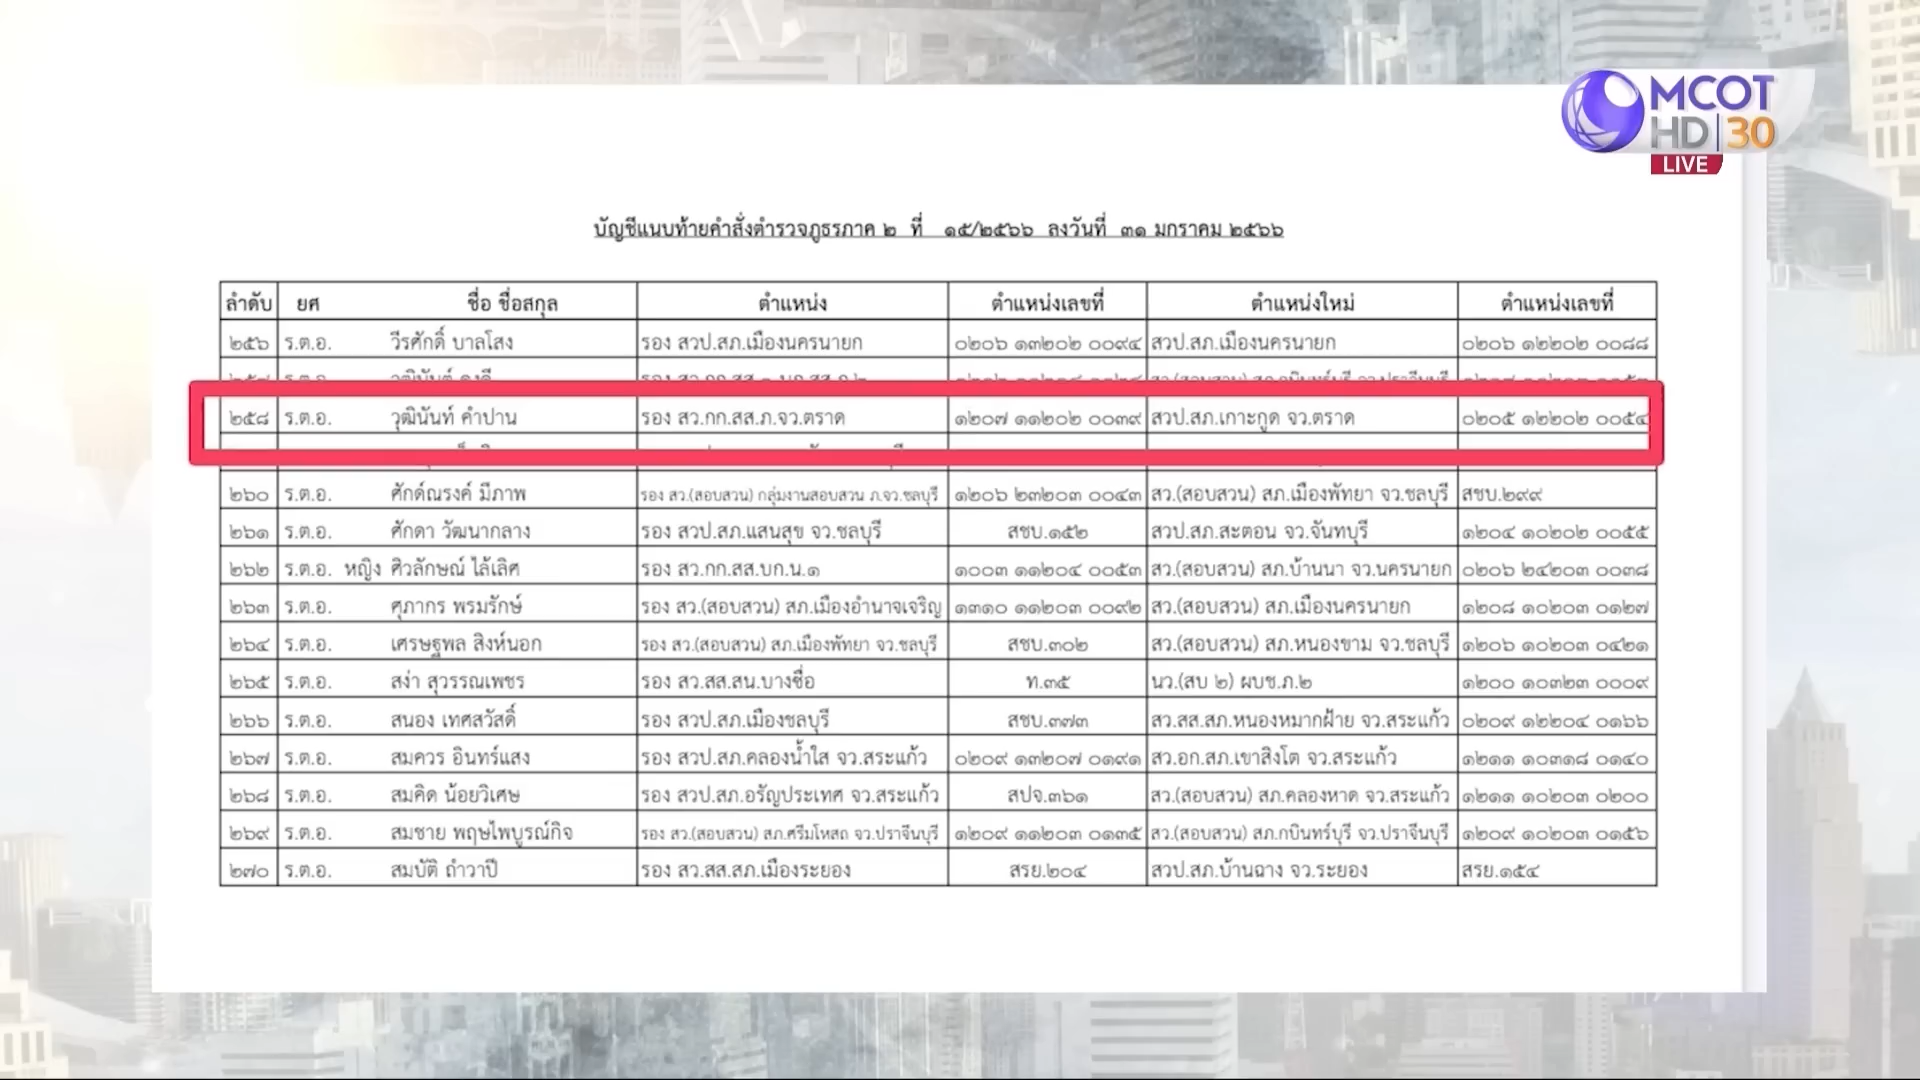 MCOT
HD 30
LIVE
บัญชีแนบท้ายคำสั่งตำรวจภูธรภาค ๒ ที่ ๑๕/๒๕๖๖ ลงวันที่ ๓๑ มกราคม ๒๕๖๖
ลำดับ ยศ ชื่อ ชื่อสกุล ตำแหน่ง ตำแหน่งเลขที่ ตำแหน่งใหม่ ตำแหน่งเลขที่
๒๕๖ ร.ต.อ. วีรศักดิ์ บาลโสง รอง สวป.สภ.เมืองนครนายก ๐๒๐๖ ๑๓๒๐๒ ๐๐๙๔ สวป.สภ.เมืองนครนายก ๐๒๐๖ ๑๒๒๐๒ ๐๐๘๘
๒๕๘ ร.ต.อ. วุฒินันท์ คำปาน รอง สว.กก.สส.ภ.จว.ตราด ๑๒๐๗ ๑๑๒๐๒ ๐๐๓๙ สวป.สภ.เกาะกูด จว.ตราด ๐๒๐๕ ๑๒๒๐๒ ๐๐๕๔
๒๖๐ ร.ต.อ. ศักด์ณรงค์ มีภาพ รอง สว.(สอบสวน) กลุ่มงานสอบสวน ภ.จว.ชลบุรี ๑๒๐๖ ๒๓๒๐๓ ๐๐๔๓ สว.(สอบสวน) สภ.เมืองพัทยา จว.ชลบุรี สชบ.๒๙๙
๒๖๑ ร.ต.อ. ศักดา วัฒนากลาง รอง สวป.สภ.แสนสุข จว.ชลบุรี สชบ.๑๕๒ สวป.สภ.สะตอน จว.จันทบุรี ๑๒๐๔ ๑๐๒๐๒ ๐๐๕๕
๒๖๒ ร.ต.อ. หญิง ศิวลักษณ์ ไล้เลิศ รอง สว.กก.สส.บก.น.๑ ๑๐๐๓ ๑๑๒๐๔ ๐๐๕๓ สว.(สอบสวน) สภ.บ้านนา จว.นครนายก ๐๒๐๖ ๒๔๒๐๓ ๐๐๓๘
๒๖๓ ร.ต.อ. ศุภากร พรมรักษ์ รอง สว.(สอบสวน) สภ.เมืองอำนาจเจริญ ๑๓๑๐ ๑๑๒๐๓ ๐๐๙๒ สว.(สอบสวน) สภ.เมืองนครนายก ๑๒๐๘ ๑๐๒๐๓ ๐๑๒๗
๒๖๔ ร.ต.อ. เศรษฐพล สิงห์นอก รอง สว.(สอบสวน) สภ.เมืองพัทยา จว.ชลบุรี สชบ.๓๐๒ สว.(สอบสวน) สภ.หนองขาม จว.ชลบุรี ๑๒๐๖ ๑๐๒๐๓ ๐๔๒๑
๒๖๕ ร.ต.อ. สง่า สุวรรณเพชร รอง สว.สส.สน.บางซื่อ ท.๓๕ นว.(สบ ๒) ผบช.ภ.๒ ๑๒๐๐ ๑๐๓๒๓ ๐๐๐๙
๒๖๖ ร.ต.อ. สนอง เทศสวัสดิ์ รอง สวป.สภ.เมืองชลบุรี สชบ.๓๗๓ สว.สส.สภ.หนองหมากฝ้าย จว.สระแก้ว ๐๒๐๙ ๑๒๒๐๔ ๐๑๖๖
๒๖๗ ร.ต.อ. สมควร อินทร์แสง รอง สวป.สภ.คลองน้ำใส จว.สระแก้ว ๐๒๐๙ ๑๓๒๐๗ ๐๑๙๑ สว.อก.สภ.เขาสิงโต จว.สระแก้ว ๑๒๑๑ ๑๐๓๑๘ ๐๑๔๐
๒๖๘ ร.ต.อ. สมคิด น้อยวิเศษ รอง สวป.สภ.อรัญประเทศ จว.สระแก้ว สปจ.๓๖๑ สว.(สอบสวน) สภ.คลองหาด จว.สระแก้ว ๑๒๑๑ ๑๐๒๐๓ ๐๒๐๐
๒๖๙ ร.ต.อ. สมชาย พฤษไพบูรณ์กิจ รอง สว.(สอบสวน) สภ.ศรีมโหสถ จว.ปราจีนบุรี ๑๒๐๙ ๑๑๒๐๓ ๐๑๓๕ สว.(สอบสวน) สภ.กบินทร์บุรี จว.ปราจีนบุรี ๑๒๐๙ ๑๐๒๐๓ ๐๑๕๖
๒๗๐ ร.ต.อ. สมบัติ ถ้ำวาปี รอง สว.สส.สภ.เมืองระยอง สรย.๒๐๔ สวป.สภ.บ้านฉาง จว.ระยอง สรย.๑๕๔